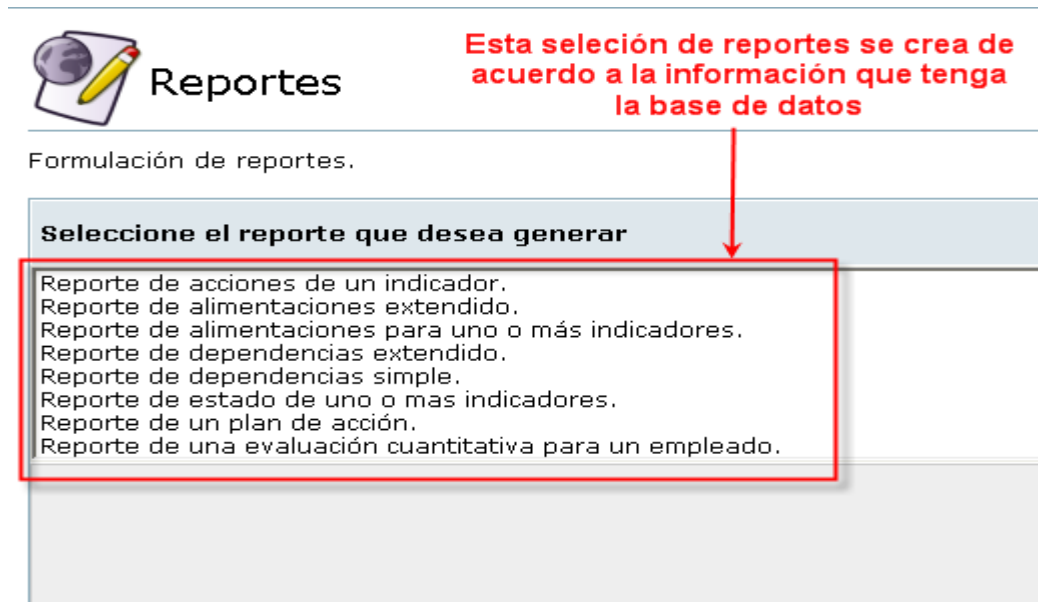 Reportes
Esta seleción de reportes se crea de
acuerdo a la información que tenga
la base de datos
Formulación de reportes.
Seleccione el reporte que desea generar
Reporte de acciones de un indicador.
Reporte de alimentaciones extendido.
Reporte de alimentaciones para uno o más indicadores.
Reporte de dependencias extendido.
Reporte de dependencias simple.
Reporte de estado de uno o mas indicadores.
Reporte de un plan de acción.
Reporte de una evaluación cuantitativa para un empleado.